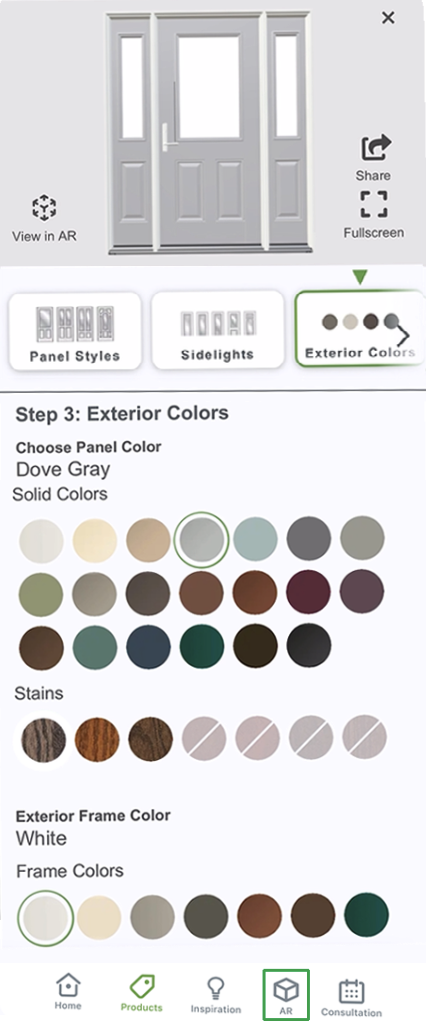 Share
View in AR
Fullscreen
Panel Styles
Sidelights
Exterior Colors
Step 3: Exterior Colors
Choose Panel Color
Dove Gray
Solid Colors
Stains
Exterior Frame Color
White
Frame Colors
Home
Products
Inspiration
AR
Consultation